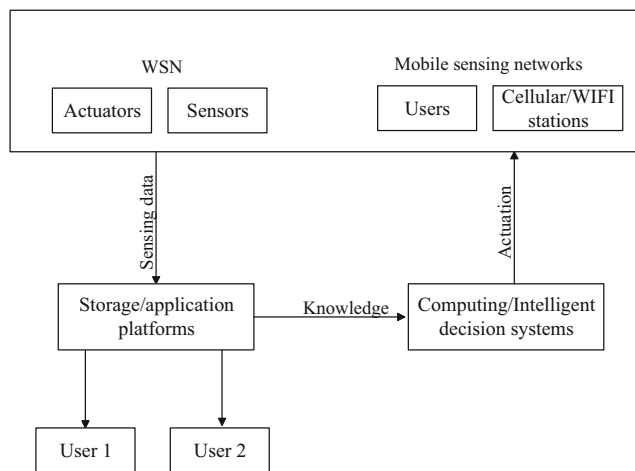 WSN
Mobile sensing networks
Actuators
Sensors
Users
Cellular/WIFI
stations
Sensing data
Actuation
Storage/application
platforms
Knowledge
Computing/Intelligent
decision systems
User 1
User 2